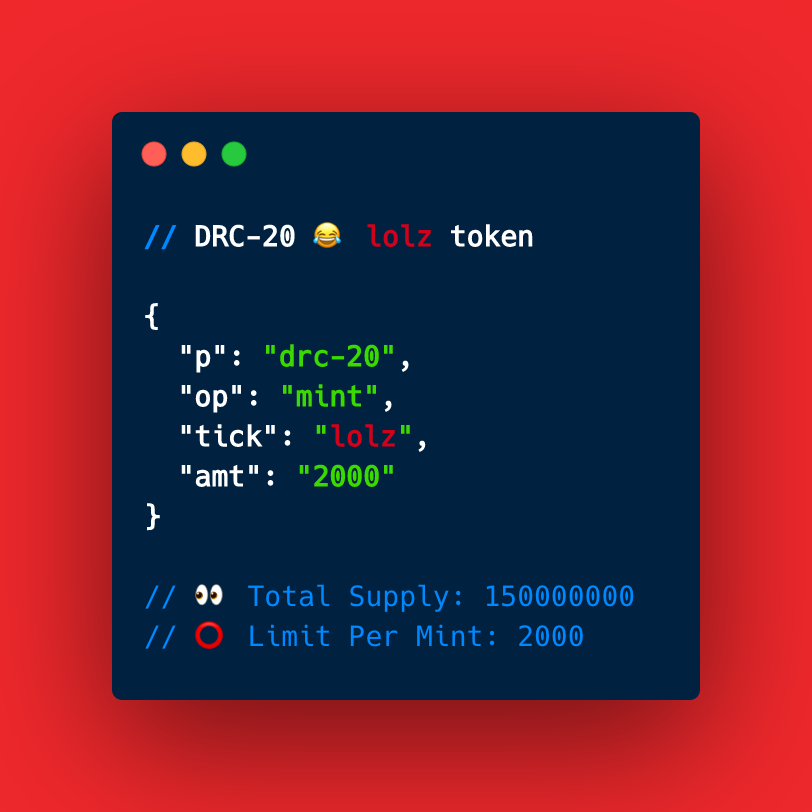 // DRC-20 😂 lolz token
{
"p": "drc-20",
"op": "mint",
"tick": "lolz",
"amt": "2000"
}
// 👀 Total Supply: 150000000
// ⭕ Limit Per Mint: 2000